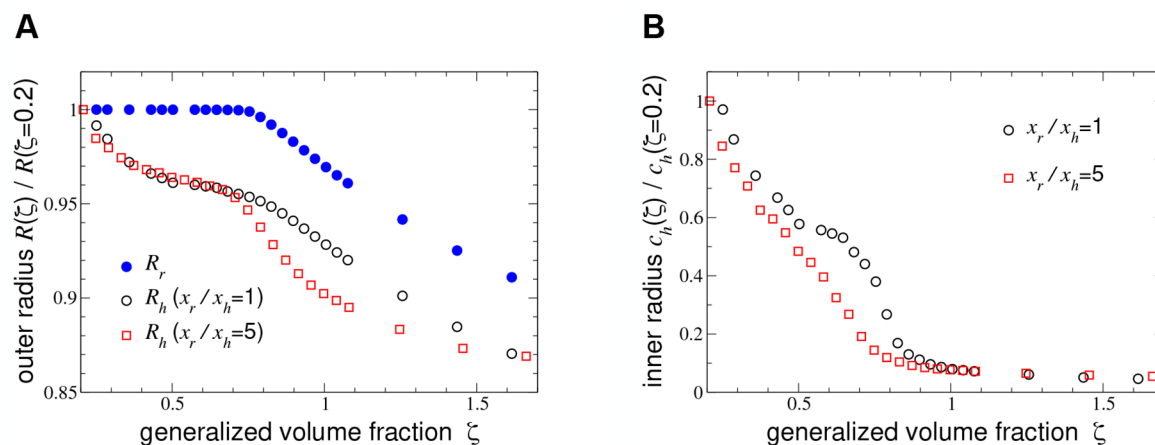 A
outer radius R(ζ) / R(ζ=0.2)
1
0.95
0.9
0.85
R_r
R_h (x_r / x_h=1)
R_h (x_r / x_h=5)
0.5
1
1.5
generalized volume fraction ζ
B
inner radius c_h(ζ) / c_h(ζ=0.2)
1
0.8
0.6
0.4
0.2
0
x_r / x_h=1
x_r / x_h=5
0.5
1
1.5
generalized volume fraction ζ